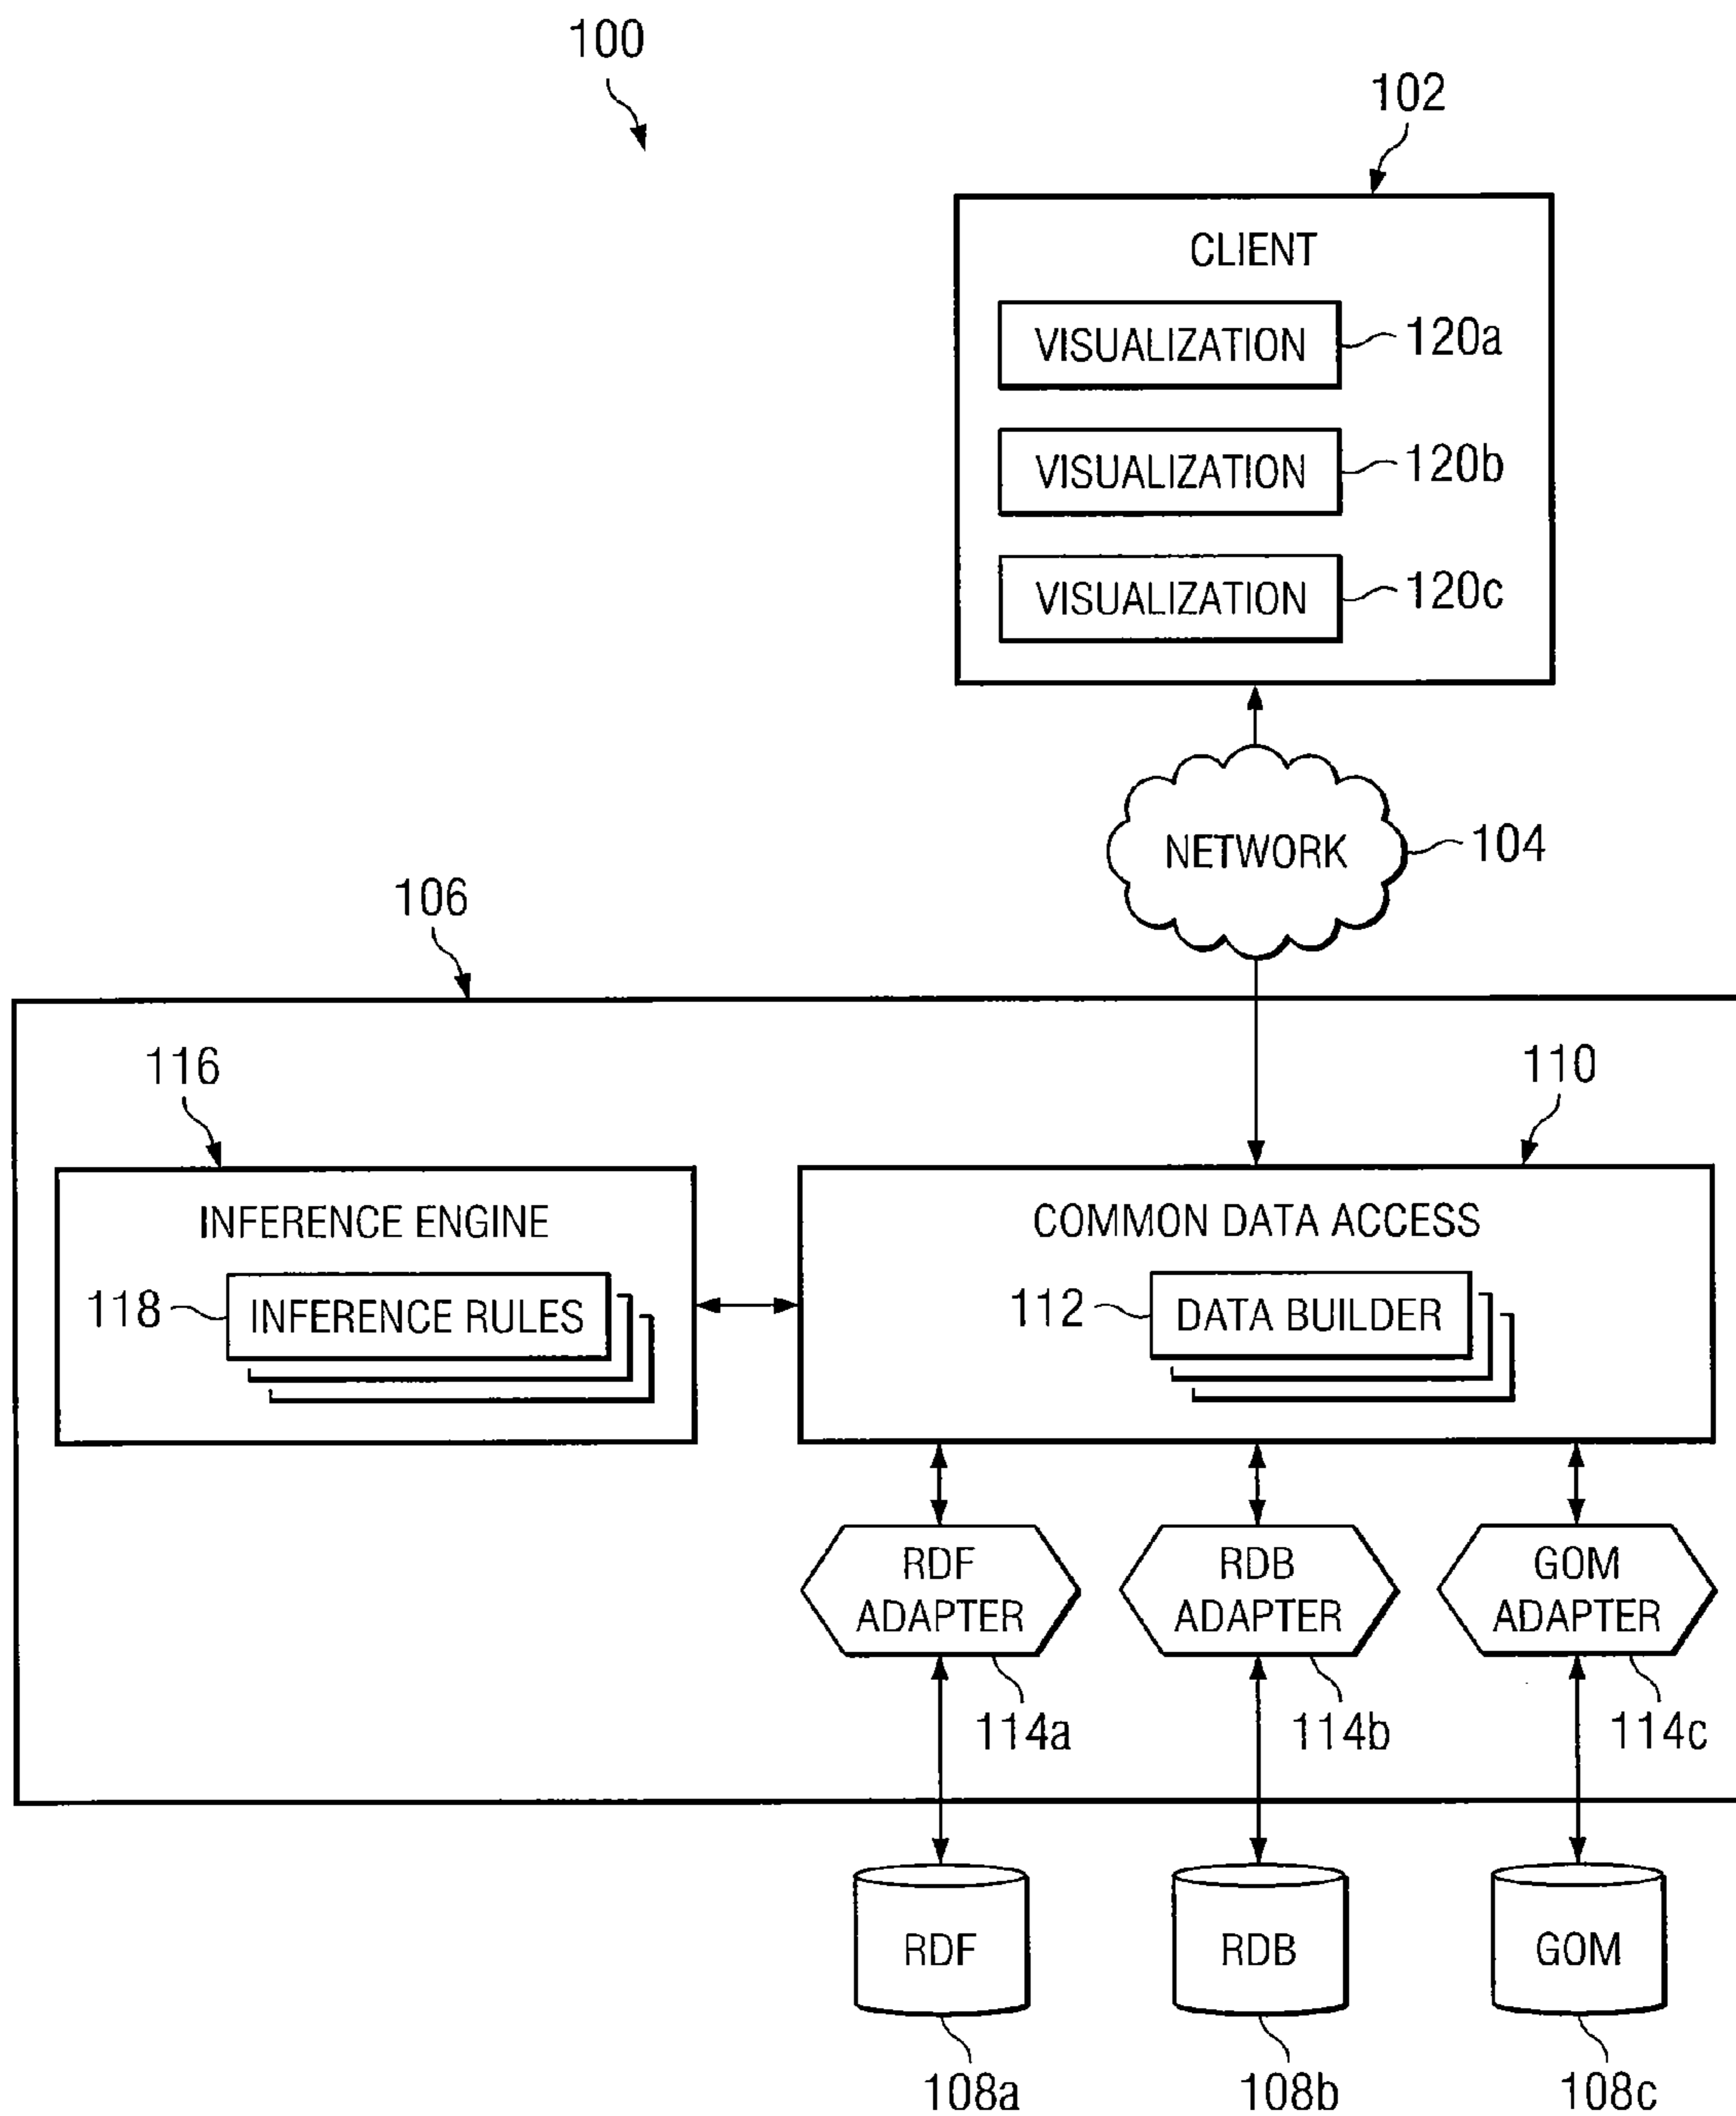 100
102
CLIENT
VISUALIZATION
120a
VISUALIZATION
120b
VISUALIZATION
120c
NETWORK
104
106
116
110
INFERENCE ENGINE
COMMON DATA ACCESS
118
INFERENCE RULES
112
DATA BUILDER
RDF
ADAPTER
RDB
ADAPTER
GOM
ADAPTER
114a
114b
114c
RDF
RDB
GOM
108a
108b
108c